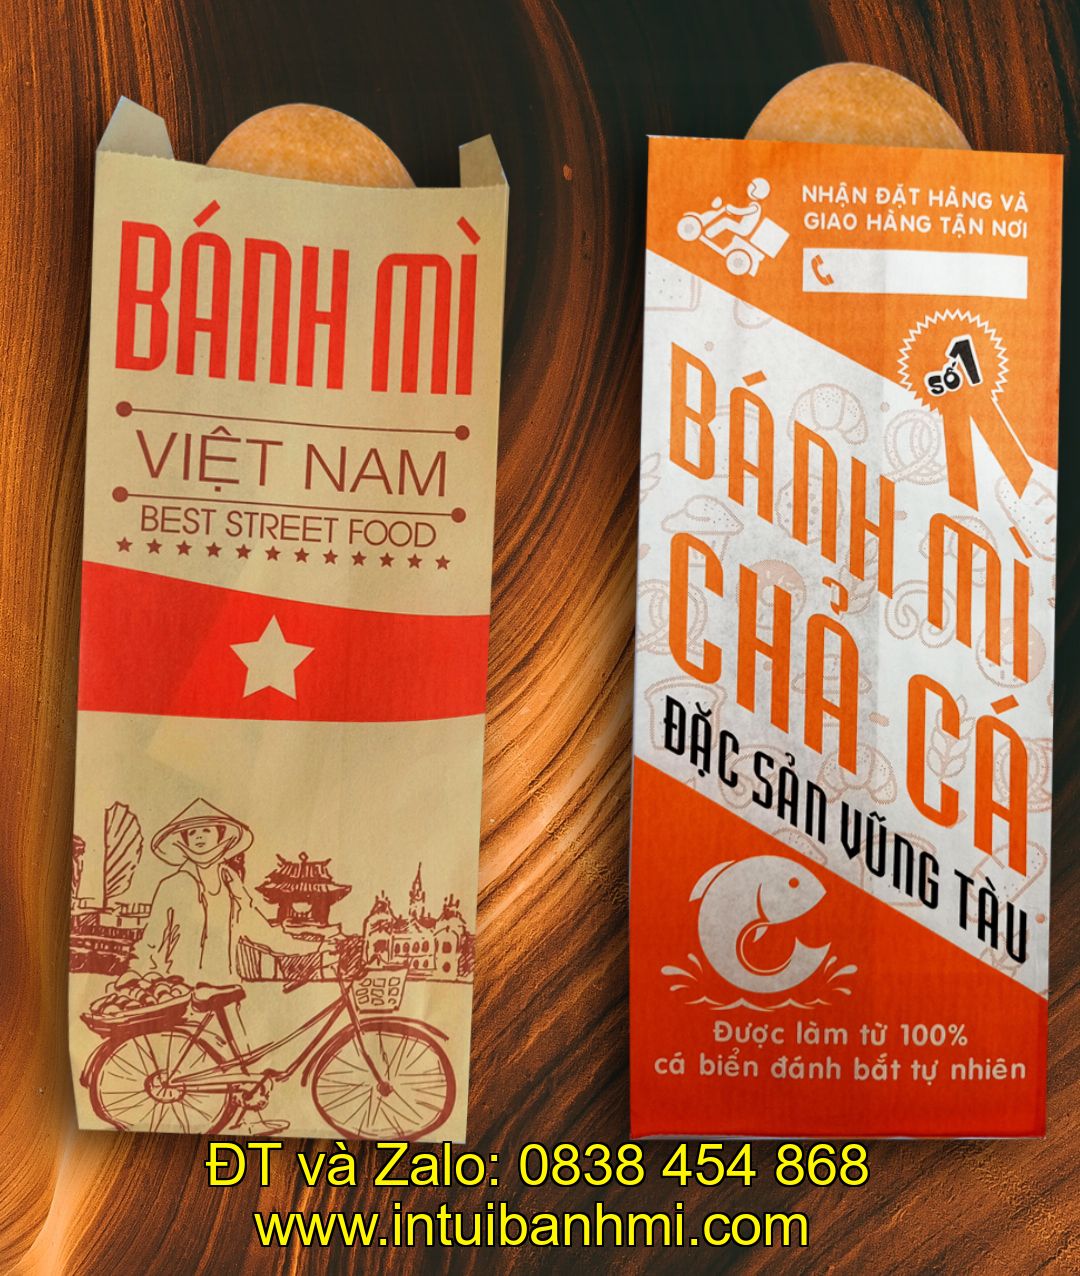 BÁNH MÌ
VIỆT NAM
BEST STREET FOOD
NHẬN ĐẶT HÀNG VÀ
GIAO HÀNG TẬN NƠI
SỐ 1
BÁNH MÌ
CHẢ CÁ
ĐẶC SẢN VŨNG TÀU
Được làm từ 100%
cá biển đánh bắt tự nhiên
ĐT và Zalo: 0838 454 868
www.intuibanhmi.com